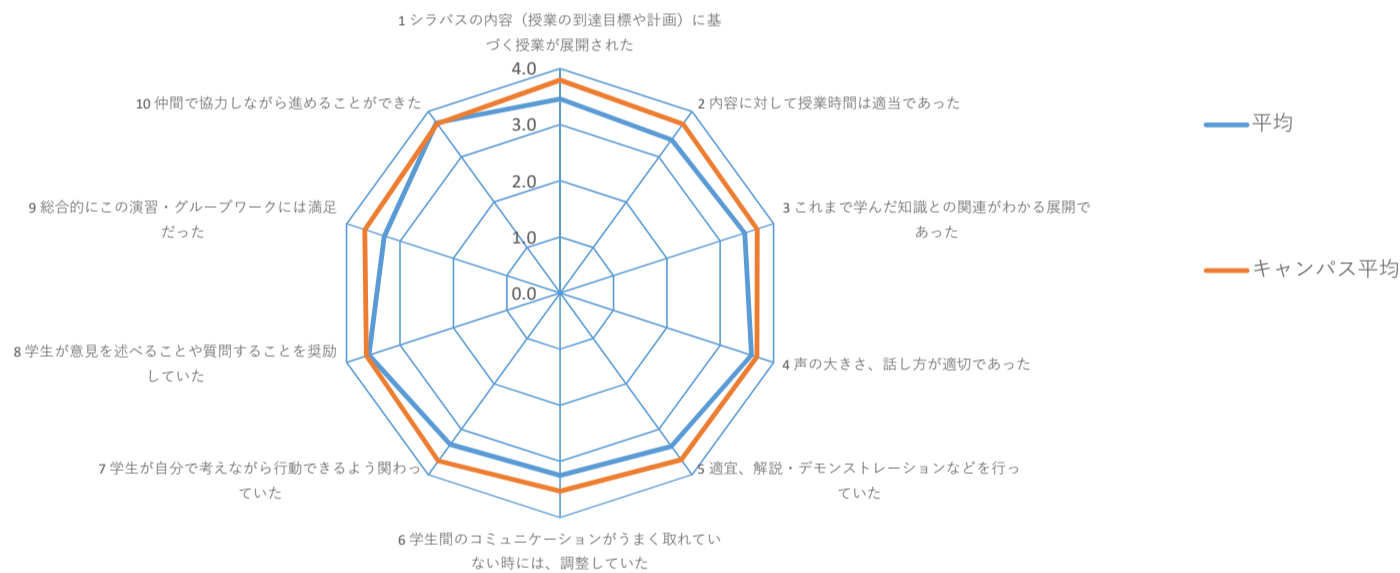 1 シラバスの内容（授業の到達目標や計画）に基
づく授業が展開された
4.0
3.0
2.0
1.0
0.0
2 内容に対して授業時間は適当であった
3 これまで学んだ知識との関連がわかる展開で
あった
4 声の大きさ、話し方が適切であった
5 適宜、解説・デモンストレーションなどを行っ
ていた
6 学生間のコミュニケーションがうまく取れてい
ない時には、調整していた
7 学生が自分で考えながら行動できるよう関わっ
ていた
8 学生が意見を述べることや質問することを奨励
していた
9 総合的にこの演習・グループワークには満足
だった
10 仲間で協力しながら進めることができた
平均
キャンパス平均